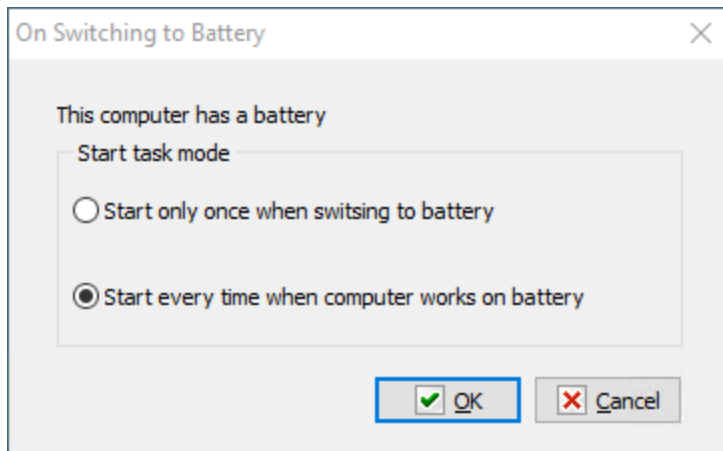 On Switching to Battery
This computer has a battery
Start task mode
Start only once when switsing to battery
Start every time when computer works on battery
OK
Cancel